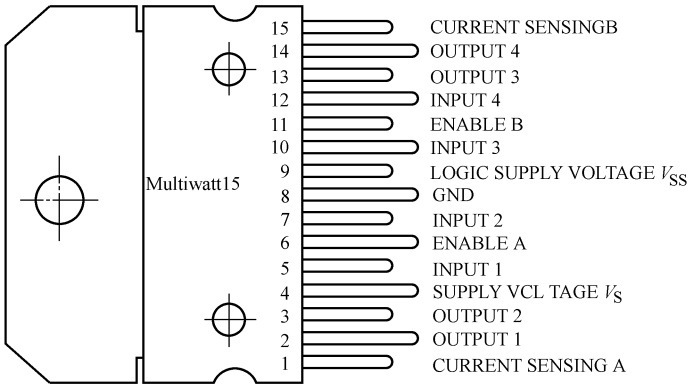 15 CURRENT SENSINGB
14 OUTPUT 4
13 OUTPUT 3
12 INPUT 4
11 ENABLE B
10 INPUT 3
9 LOGIC SUPPLY VOLTAGE VSS
Multiwatt15
8 GND
7 INPUT 2
6 ENABLE A
5 INPUT 1
4 SUPPLY VCL TAGE VS
3 OUTPUT 2
2 OUTPUT 1
1 CURRENT SENSING A